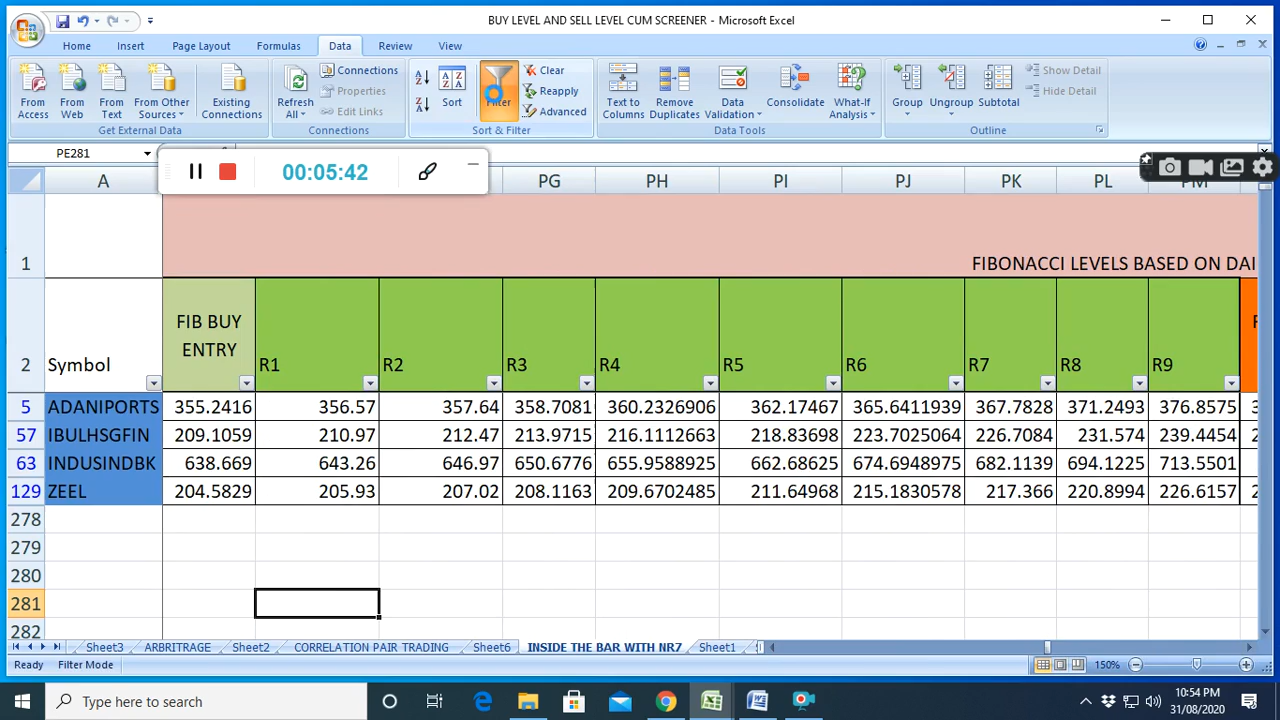 BUY LEVEL AND SELL LEVEL CUM SCREENER - Microsoft Excel
Home Insert Page Layout Formulas Data Review View
From Access
From Web
From Text
From Other Sources
Existing Connections
Get External Data
Refresh All
Connections
Properties
Edit Links
Connections
Sort
Filter
Clear
Reapply
Advanced
Sort & Filter
Text to Columns
Remove Duplicates
Data Validation
Consolidate
What-If Analysis
Data Tools
Group
Ungroup
Subtotal
Show Detail
Hide Detail
Outline
PE281
00:05:42
A PG PH PI PJ PK PL PM
1 FIBONACCI LEVELS BASED ON DAI
2 Symbol FIB BUY ENTRY R1 R2 R3 R4 R5 R6 R7 R8 R9
5 ADANIPORTS 355.2416 356.57 357.64 358.7081 360.2326906 362.17467 365.6411939 367.7828 371.2493 376.8575
57 IBULHSGFIN 209.1059 210.97 212.47 213.9715 216.1112663 218.83698 223.7025064 226.7084 231.574 239.4454
63 INDUSINDBK 638.669 643.26 646.97 650.6776 655.9588925 662.68625 674.6948975 682.1139 694.1225 713.5501
129 ZEEL 204.5829 205.93 207.02 208.1163 209.6702485 211.64968 215.1830578 217.366 220.8994 226.6157
278
279
280
281
282
Sheet3 ARBRITRAGE Sheet2 CORRELATION PAIR TRADING Sheet6 INSIDE THE BAR WITH NR7 Sheet1
Ready Filter Mode 150%
Type here to search
10:54 PM
31/08/2020